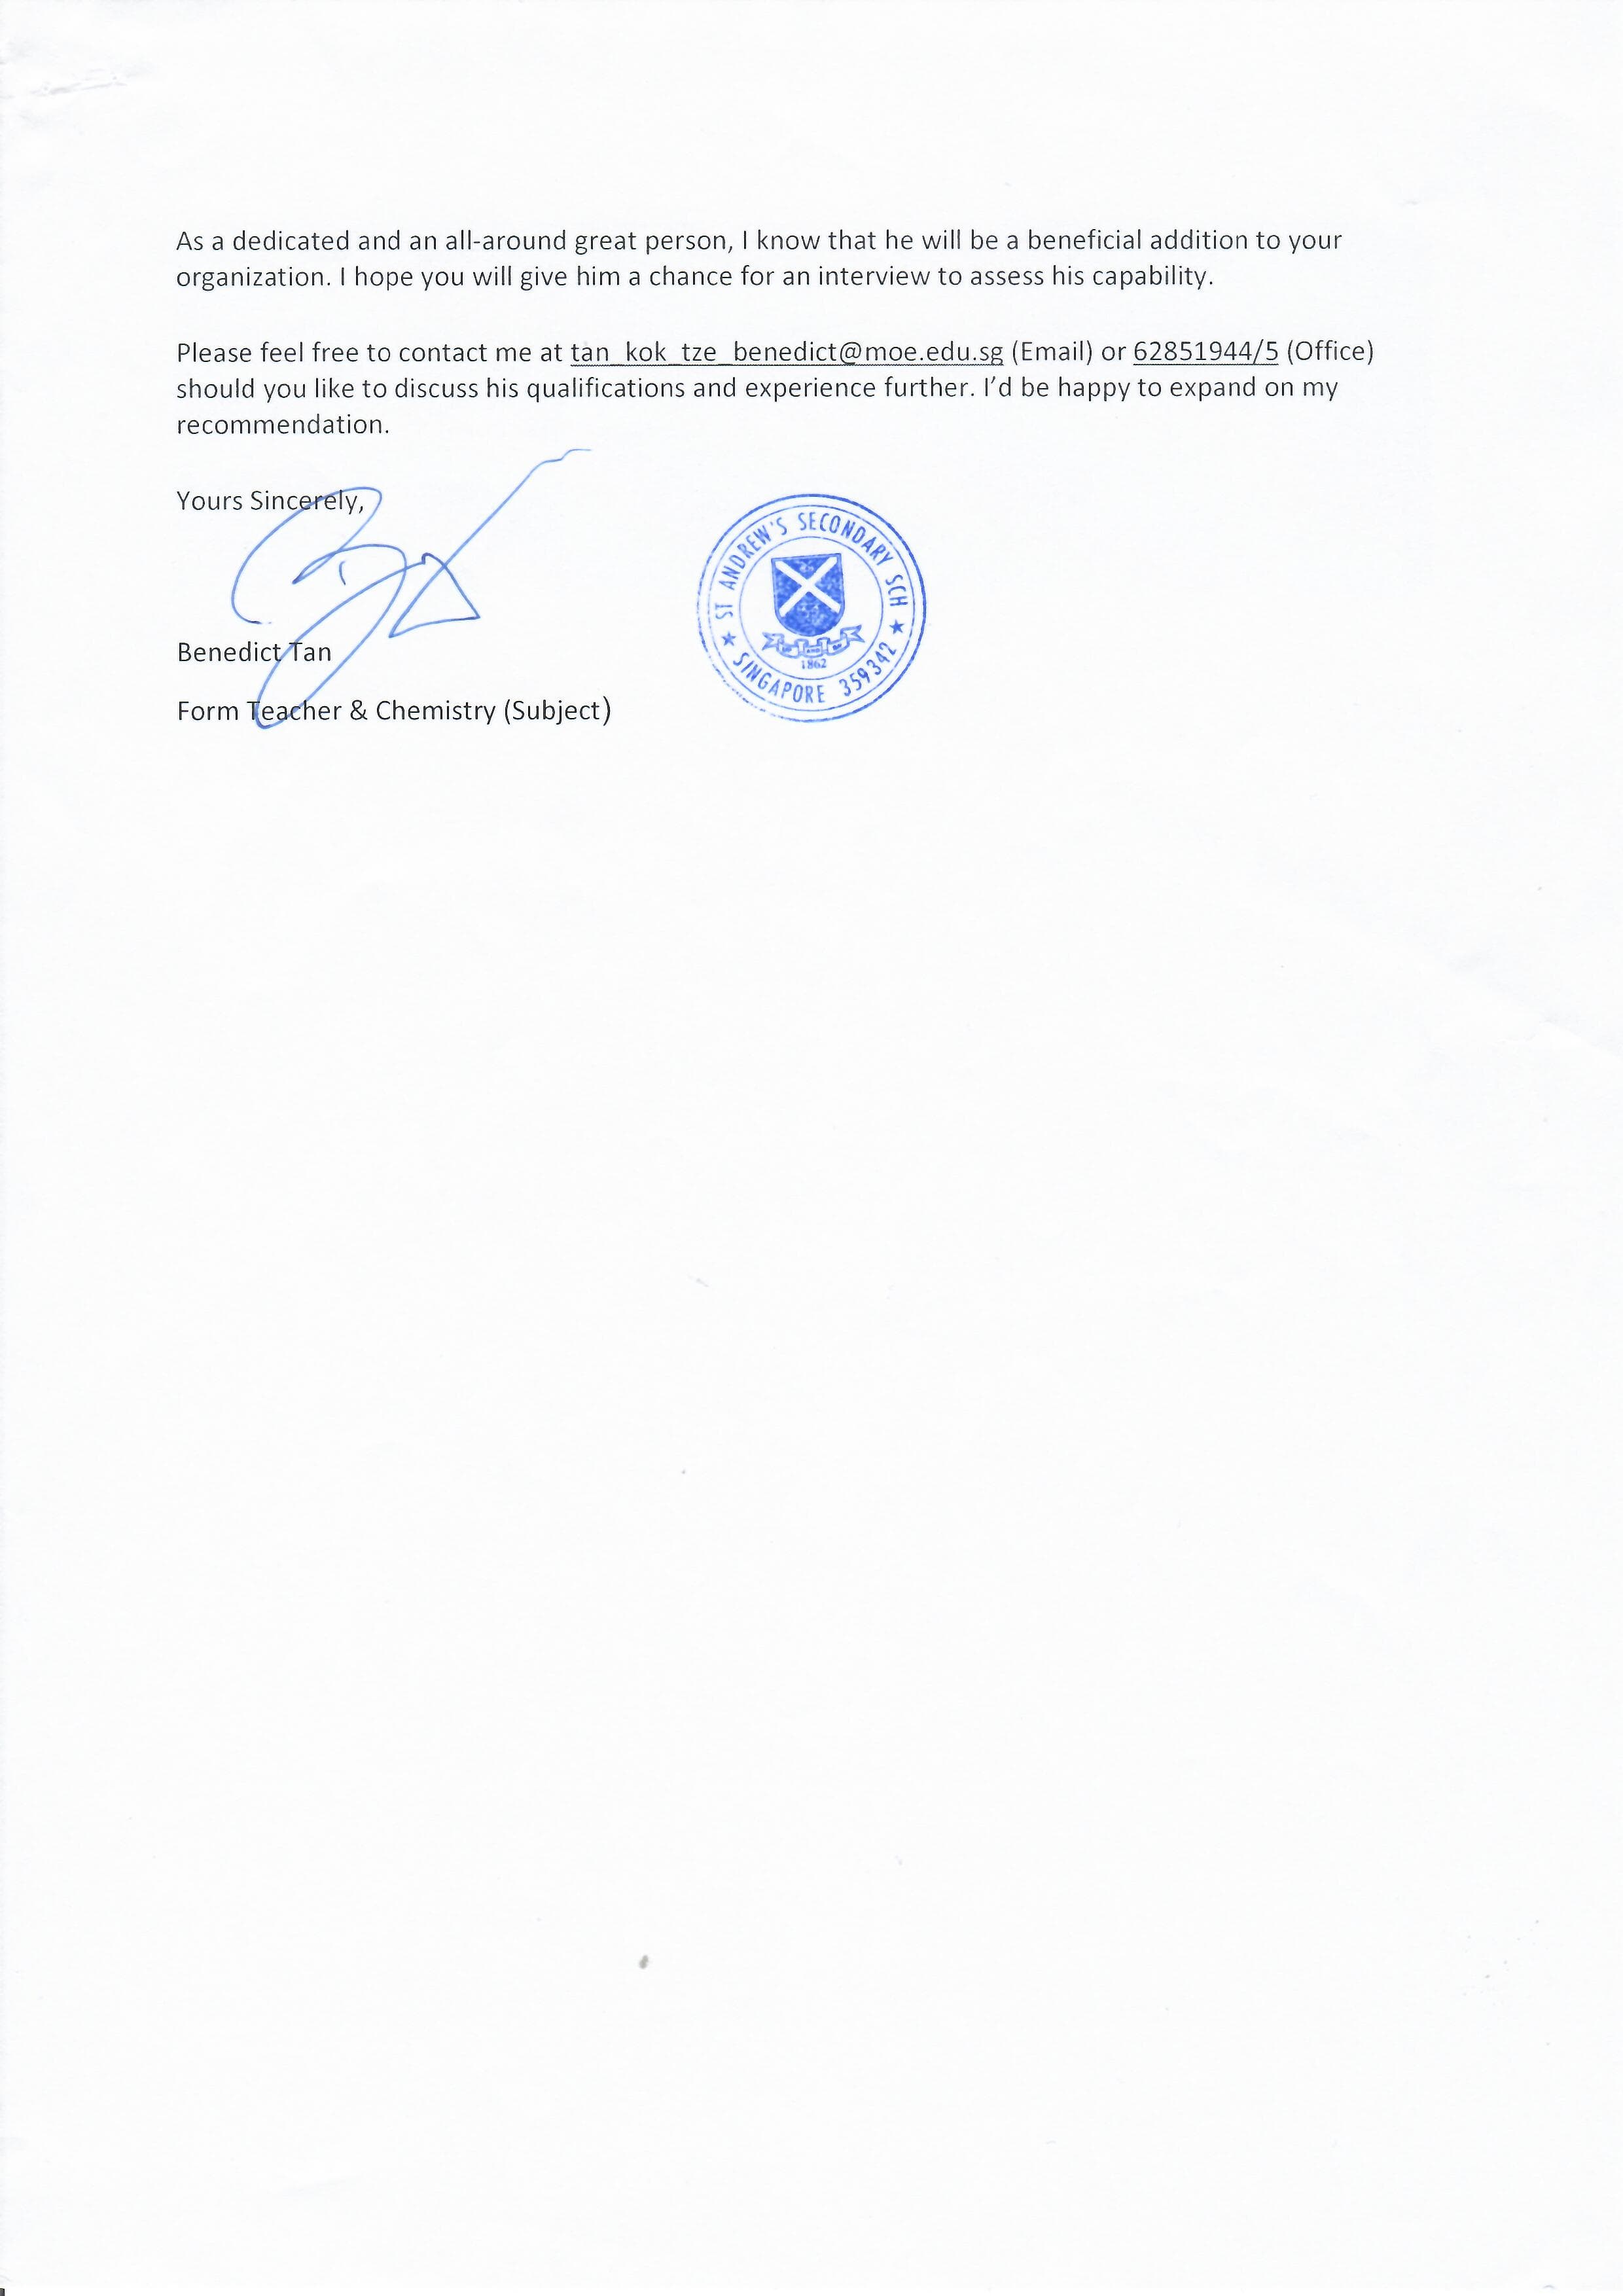 As a dedicated and an all-around great person, I know that he will be a beneficial addition to your
organization. I hope you will give him a chance for an interview to assess his capability.
Please feel free to contact me at tan_kok_tze_benedict@moe.edu.sg (Email) or 62851944/5 (Office)
should you like to discuss his qualifications and experience further. I’d be happy to expand on my
recommendation.
Yours Sincerely,
ST ANDREW'S SECONDARY SCH
1862
★ SINGAPORE 359342 ★
Benedict Tan
Form Teacher & Chemistry (Subject)